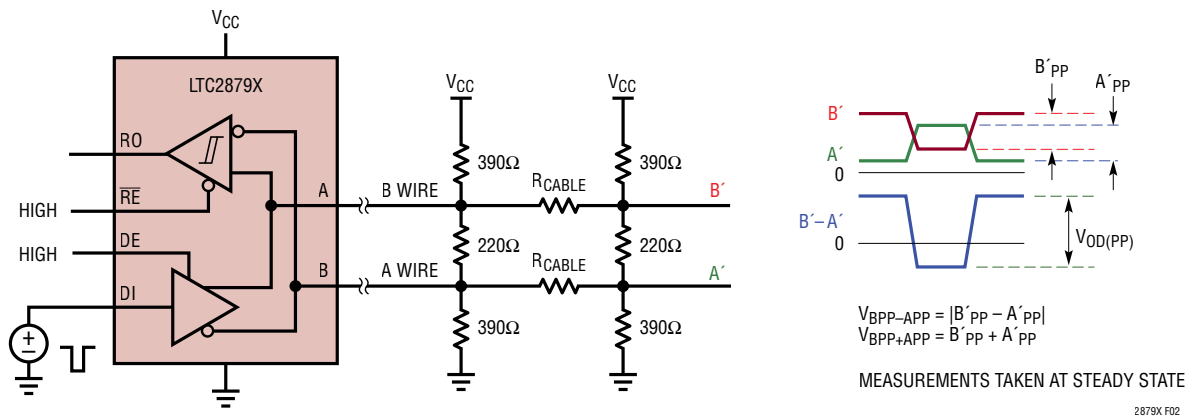 VCC
LTC2879X
RO
RE
HIGH
DE
HIGH
DI
A
B
B WIRE
A WIRE
VCC
VCC
390Ω
390Ω
RCABLE
220Ω
220Ω
RCABLE
390Ω
390Ω
B´
A´
B´PP
A´PP
B´
A´
0
B´– A´
0
VOD(PP)
VBPP–APP = |B´PP – A´PP|
VBPP+APP = B´PP + A´PP
MEASUREMENTS TAKEN AT STEADY STATE
2879X F02